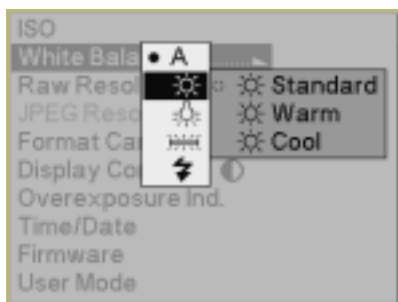 ISO
White Bala
A
Raw Resol
Standard
JPEG Reso
Warm
Format Car
Cool
Display Co
Overexposure Ind.
Time/Date
Firmware
User Mode